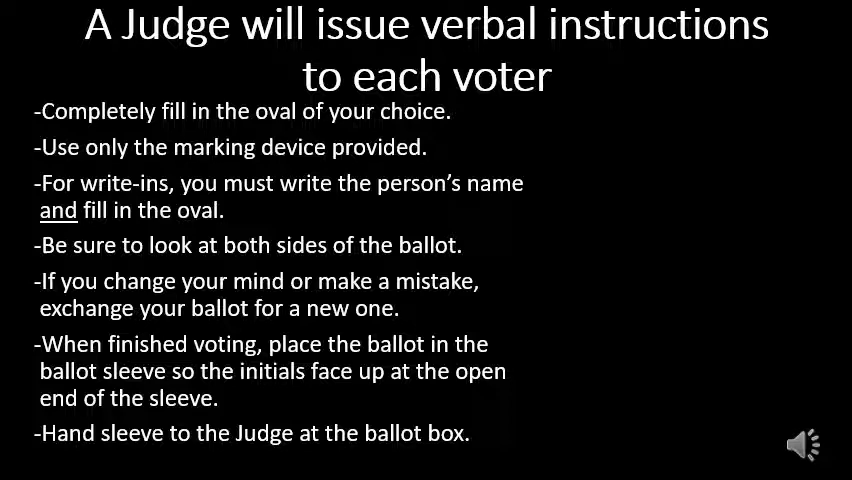 A Judge will issue verbal instructions
to each voter
-Completely fill in the oval of your choice.
-Use only the marking device provided.
-For write-ins, you must write the person’s name
and fill in the oval.
-Be sure to look at both sides of the ballot.
-If you change your mind or make a mistake,
exchange your ballot for a new one.
-When finished voting, place the ballot in the
ballot sleeve so the initials face up at the open
end of the sleeve.
-Hand sleeve to the Judge at the ballot box.